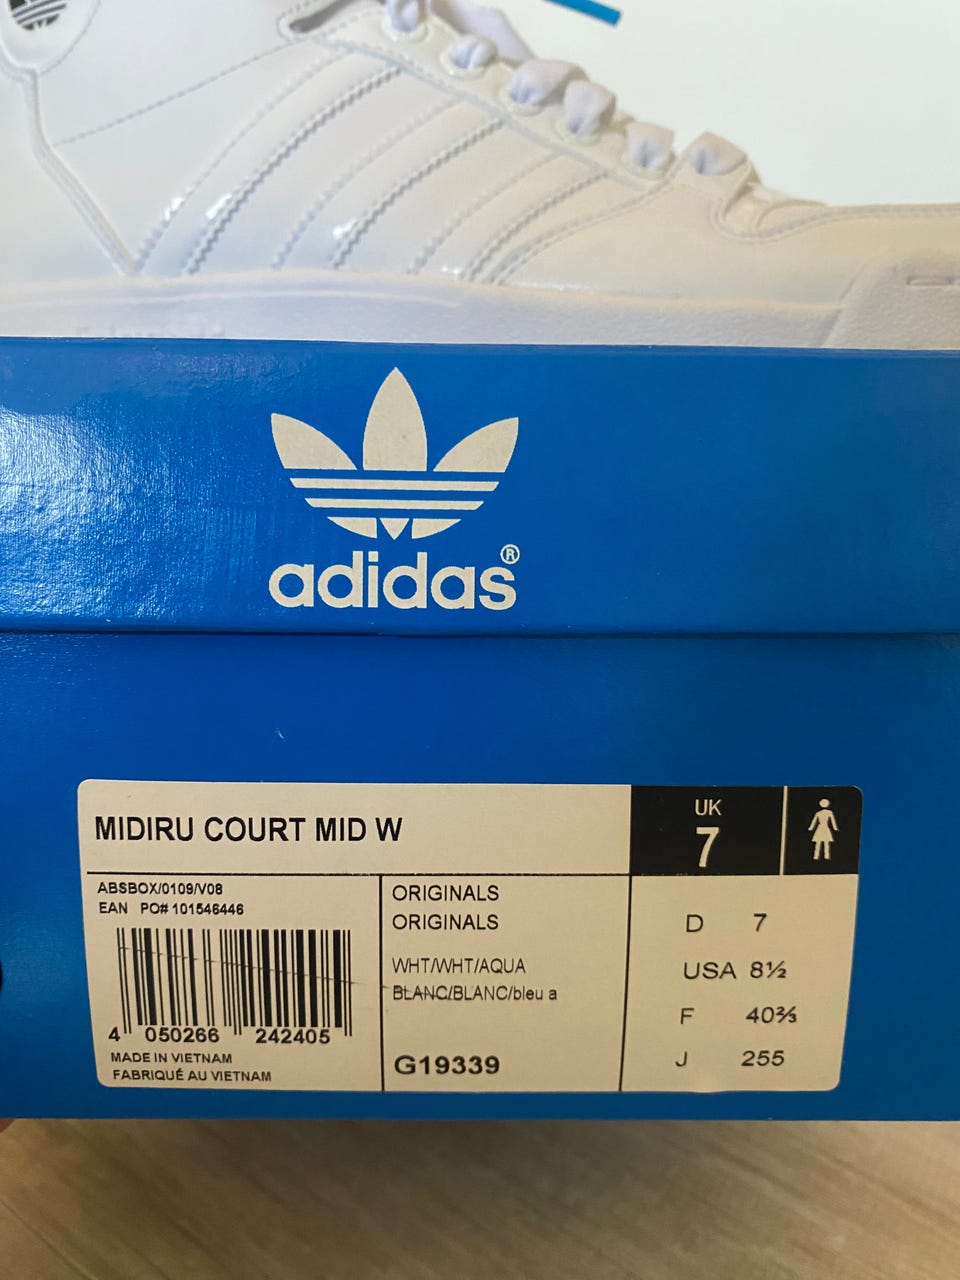 adidas®
MIDIRU COURT MID W
UK
7
ABSBOX/0109/V08
EAN PO# 101546446
4 050266 242405
MADE IN VIETNAM
FABRIQUÉ AU VIETNAM
ORIGINALS
ORIGINALS
WHT/WHT/AQUA
BLANC/BLANC/bleu a
G19339
D 7
USA 8½
F 40⅔
J 255